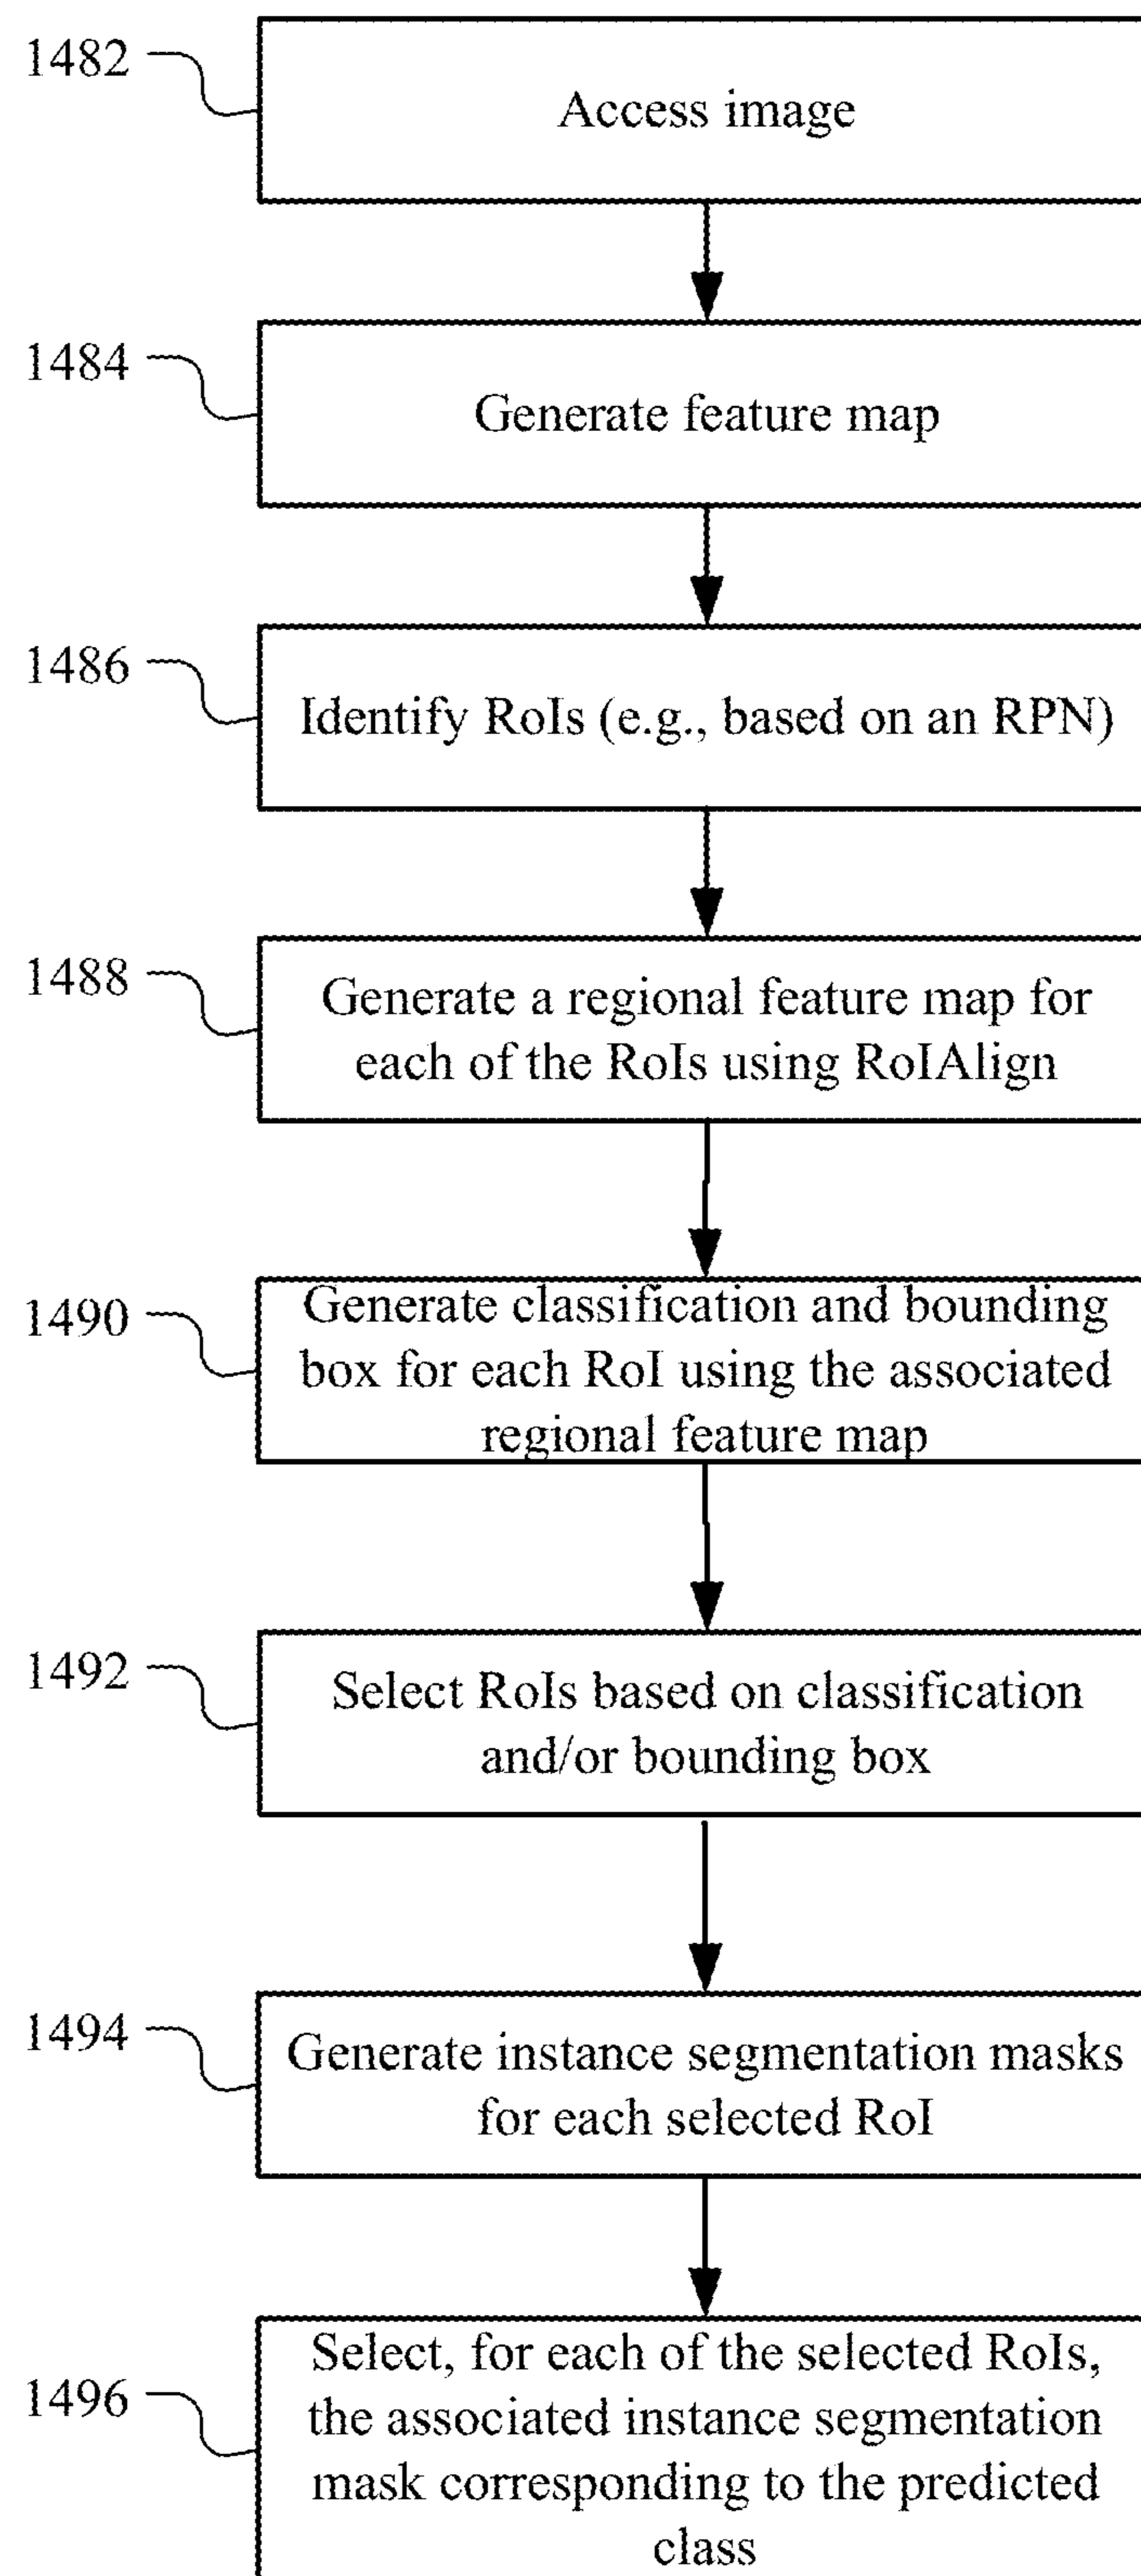 1482
Access image
1484
Generate feature map
1486
Identify RoIs (e.g., based on an RPN)
1488
Generate a regional feature map for
each of the RoIs using RoIAlign
1490
Generate classification and bounding
box for each RoI using the associated
regional feature map
1492
Select RoIs based on classification
and/or bounding box
1494
Generate instance segmentation masks
for each selected RoI
1496
Select, for each of the selected RoIs,
the associated instance segmentation
mask corresponding to the predicted
class